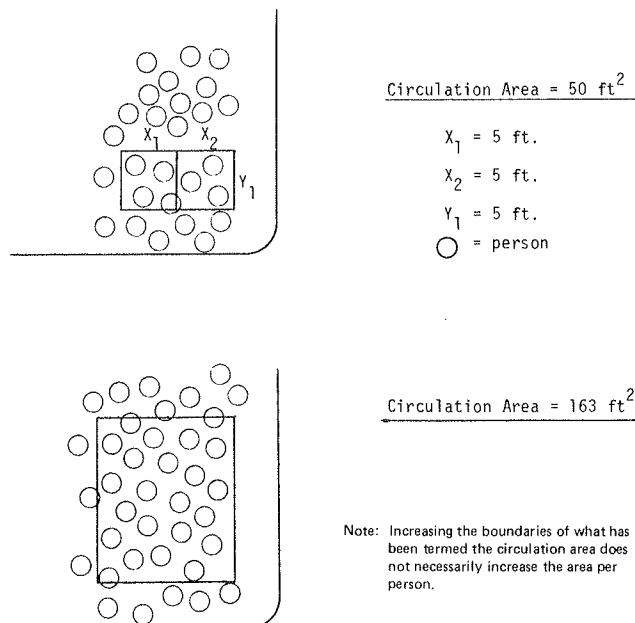 Circulation Area = 50 ft2
X1 X2
Y1
X1 = 5 ft.
X2 = 5 ft.
Y1 = 5 ft.
= person
Circulation Area = 163 ft2
Note: Increasing the boundaries of what has
been termed the circulation area does
not necessarily increase the area per
person.